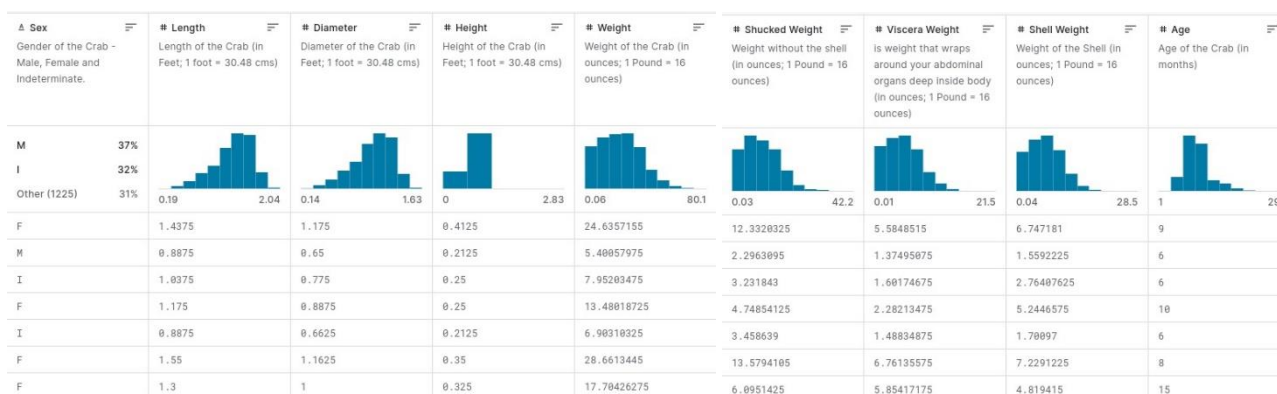 Sex
# Length
# Diameter
# Height
# Weight
# Shucked Weight
# Viscera Weight
# Shell Weight
# Age
Gender of the Crab -
Male, Female and
Indeterminate.
Length of the Crab (in
Feet; 1 foot = 30.48 cms)
Diameter of the Crab (in
Feet; 1 foot = 30.48 cms)
Height of the Crab (in
Feet; 1 foot = 30.48 cms)
Weight of the Crab (in
ounces; 1 Pound = 16
ounces)
Weight without the shell
(in ounces; 1 Pound = 16
ounces)
is weight that wraps
around your abdominal
organs deep inside body
(in ounces; 1 Pound = 16
ounces)
Weight of the Shell (in
ounces; 1 Pound = 16
ounces)
Age of the Crab (in
months)
M 37%
I 32%
Other (1225) 31%
0.19 2.04
0.14 1.63
0 2.83
0.06 80.1
0.03 42.2
0.01 21.5
0.04 28.5
1 29
F 1.4375 1.175 0.4125 24.6357155 12.3320325 5.5848515 6.747181 9
M 0.8875 0.65 0.2125 5.40057975 2.2963095 1.37495075 1.5592225 6
I 1.0375 0.775 0.25 7.95203475 3.231843 1.60174675 2.76407625 6
F 1.175 0.8875 0.25 13.48018725 4.74854125 2.28213475 5.2446575 10
I 0.8875 0.6625 0.2125 6.90310325 3.458639 1.48834875 1.70097 6
F 1.55 1.1625 0.35 28.6613445 13.5794105 6.76135575 7.2291225 8
F 1.3 1 0.325 17.70426275 6.0951425 5.85417175 4.819415 15